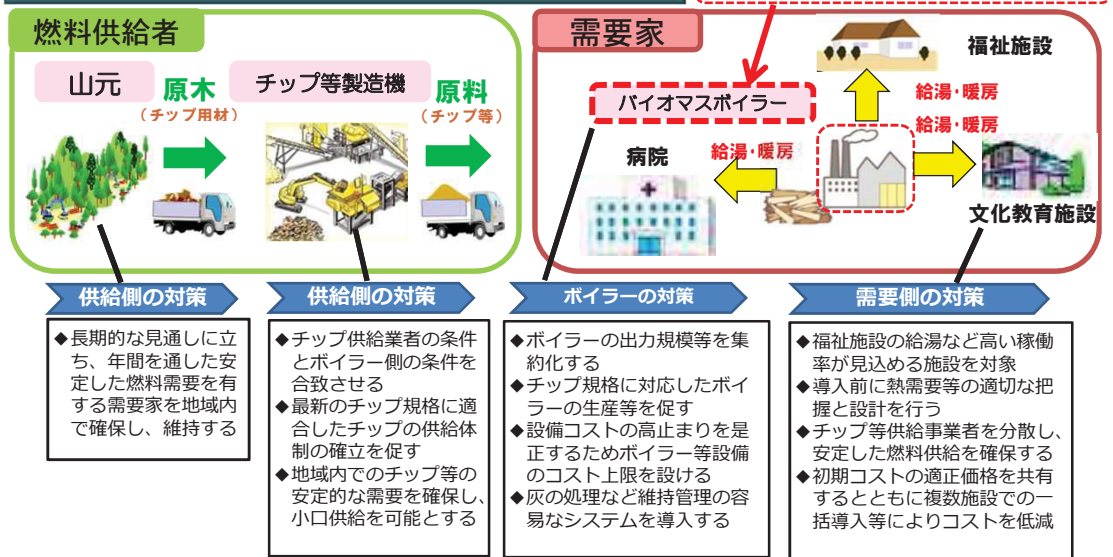 燃料供給者
山元
原木
（チップ用材）
チップ等製造機
原料
（チップ等）
需要家
バイオマスボイラー
福祉施設
給湯・暖房
給湯・暖房
病院
給湯・暖房
文化教育施設
供給側の対策
◆長期的な見通しに立
ち、年間を通した安
定した燃料需要を有
する需要家を地域内
で確保し、維持する
供給側の対策
◆チップ供給業者の条件
とボイラー側の条件を
合致させる
◆最新のチップ規格に適
合したチップの供給体
制の確立を促す
◆地域内でのチップ等の
安定的な需要を確保し、
小口供給を可能とする
ボイラーの対策
◆ボイラーの出力規模等を集
約化する
◆チップ規格に対応したボイ
ラーの生産等を促す
◆設備コストの高止まりを是
正するためボイラー等設備
のコスト上限を設ける
◆灰の処理など維持管理の容
易なシステムを導入する
需要側の対策
◆福祉施設の給湯など高い稼働
率が見込める施設を対象
◆導入前に熱需要等の適切な把
握と設計を行う
◆チップ等供給事業者を分散し、
安定した燃料供給を確保する
◆初期コストの適正価格を共有
するとともに複数施設での一
括導入等によりコストを低減